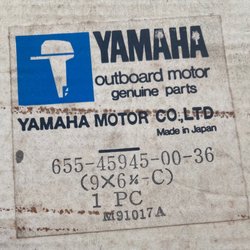 YAMAHA
outboard motor
genuine parts
YAMAHA MOTOR CO.,LTD.
Made in Japan
655-45945-00-36
(9×6¼-C)
1 PC
M91017A